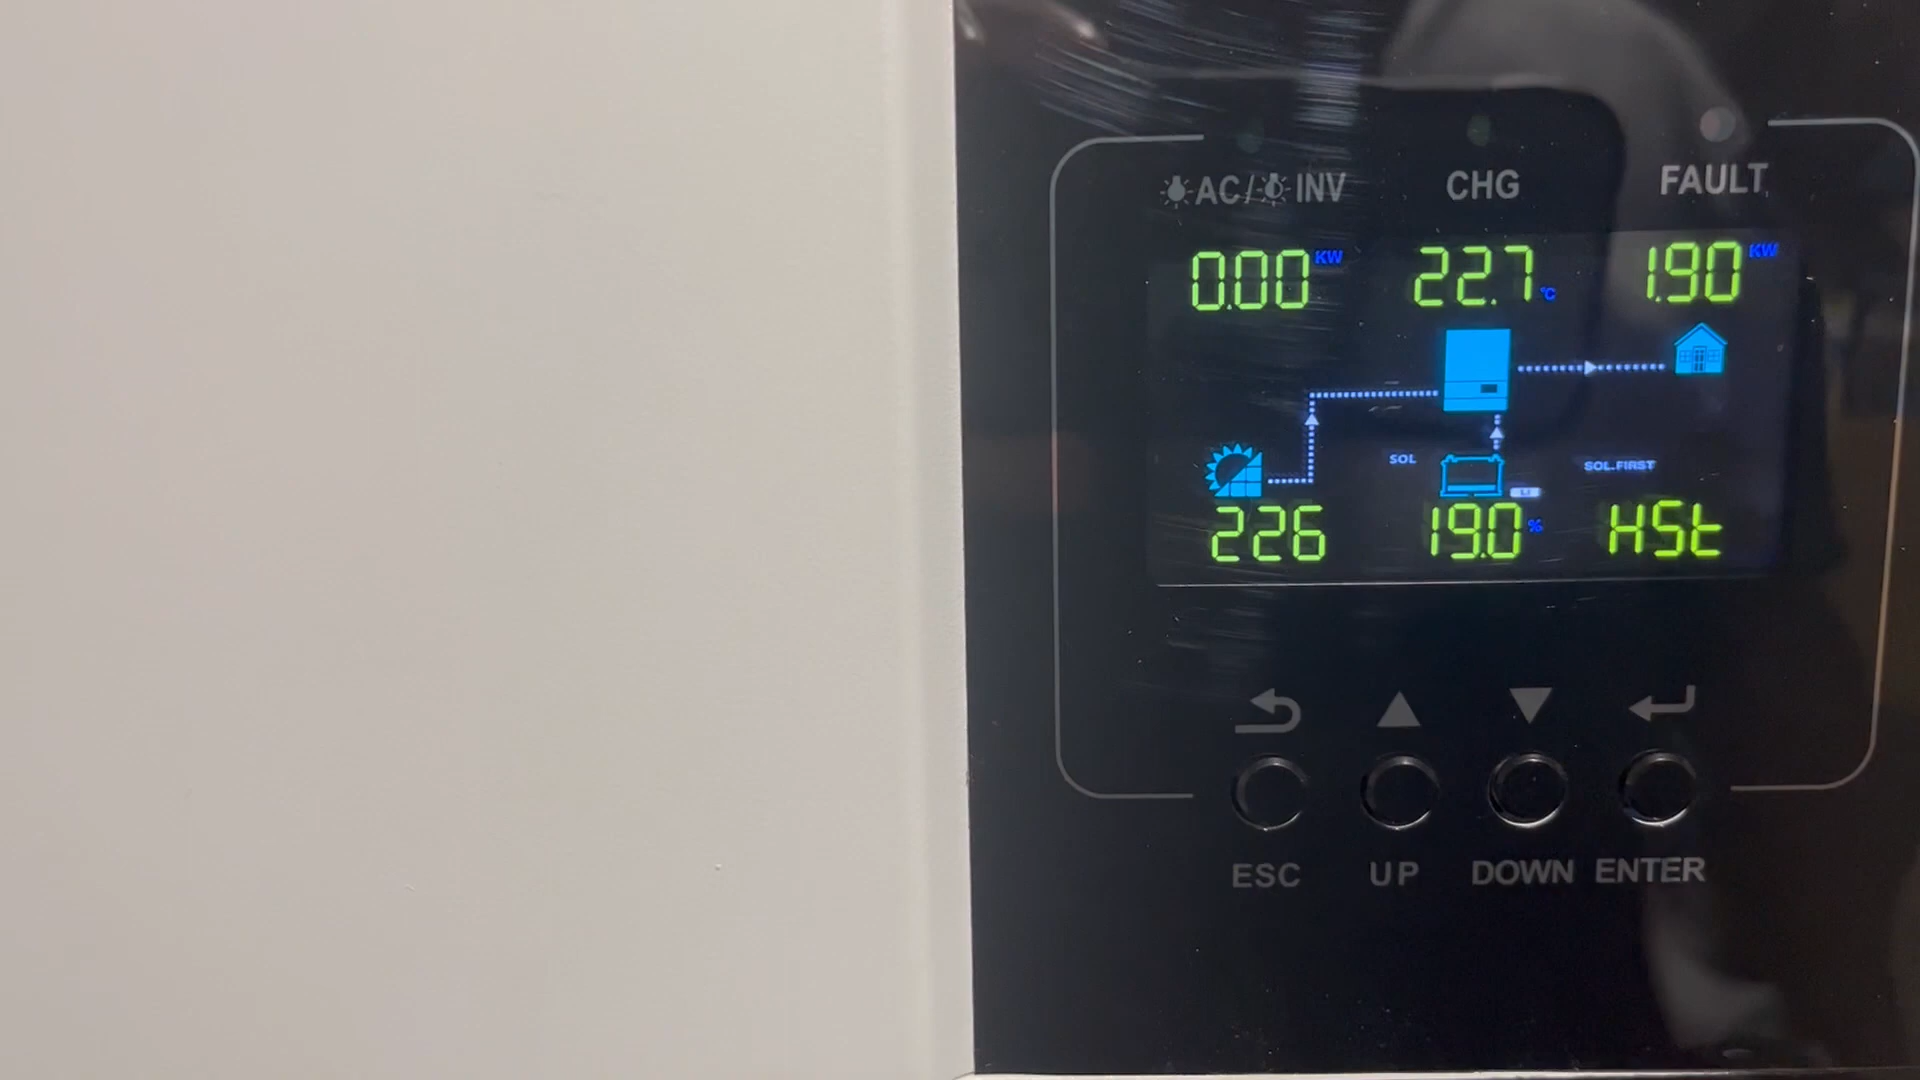 AC/ INV CHG FAULT
0.00 KW 22.7 °C 1.90 KW
SOL SOL.FIRST
LI
226 19.0 % HSt
ESC UP DOWN ENTER